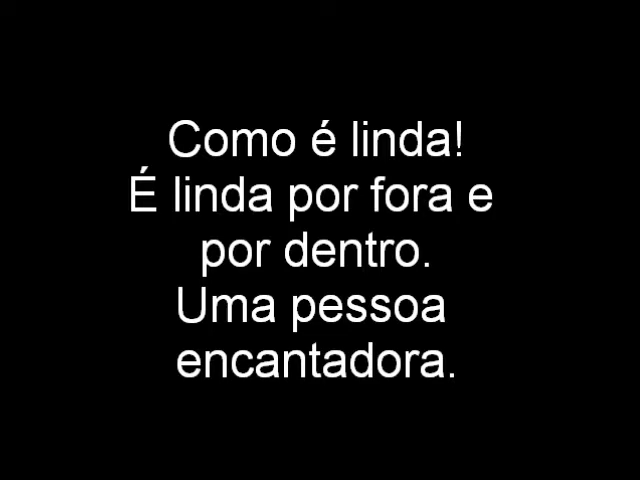 Como é linda!
É linda por fora e
por dentro.
Uma pessoa
encantadora.